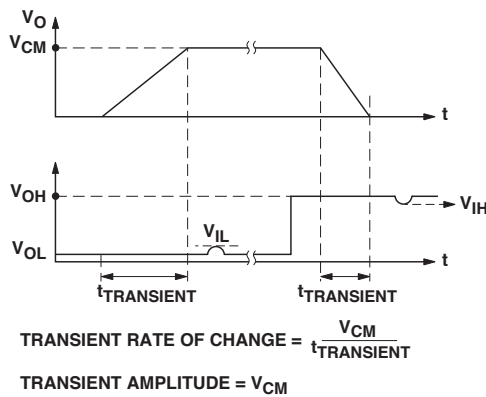 VO
VCM
t
VOH
VIL
VIH
VOL
t
tTRANSIENT
tTRANSIENT
TRANSIENT RATE OF CHANGE = VCM / tTRANSIENT
TRANSIENT AMPLITUDE = VCM